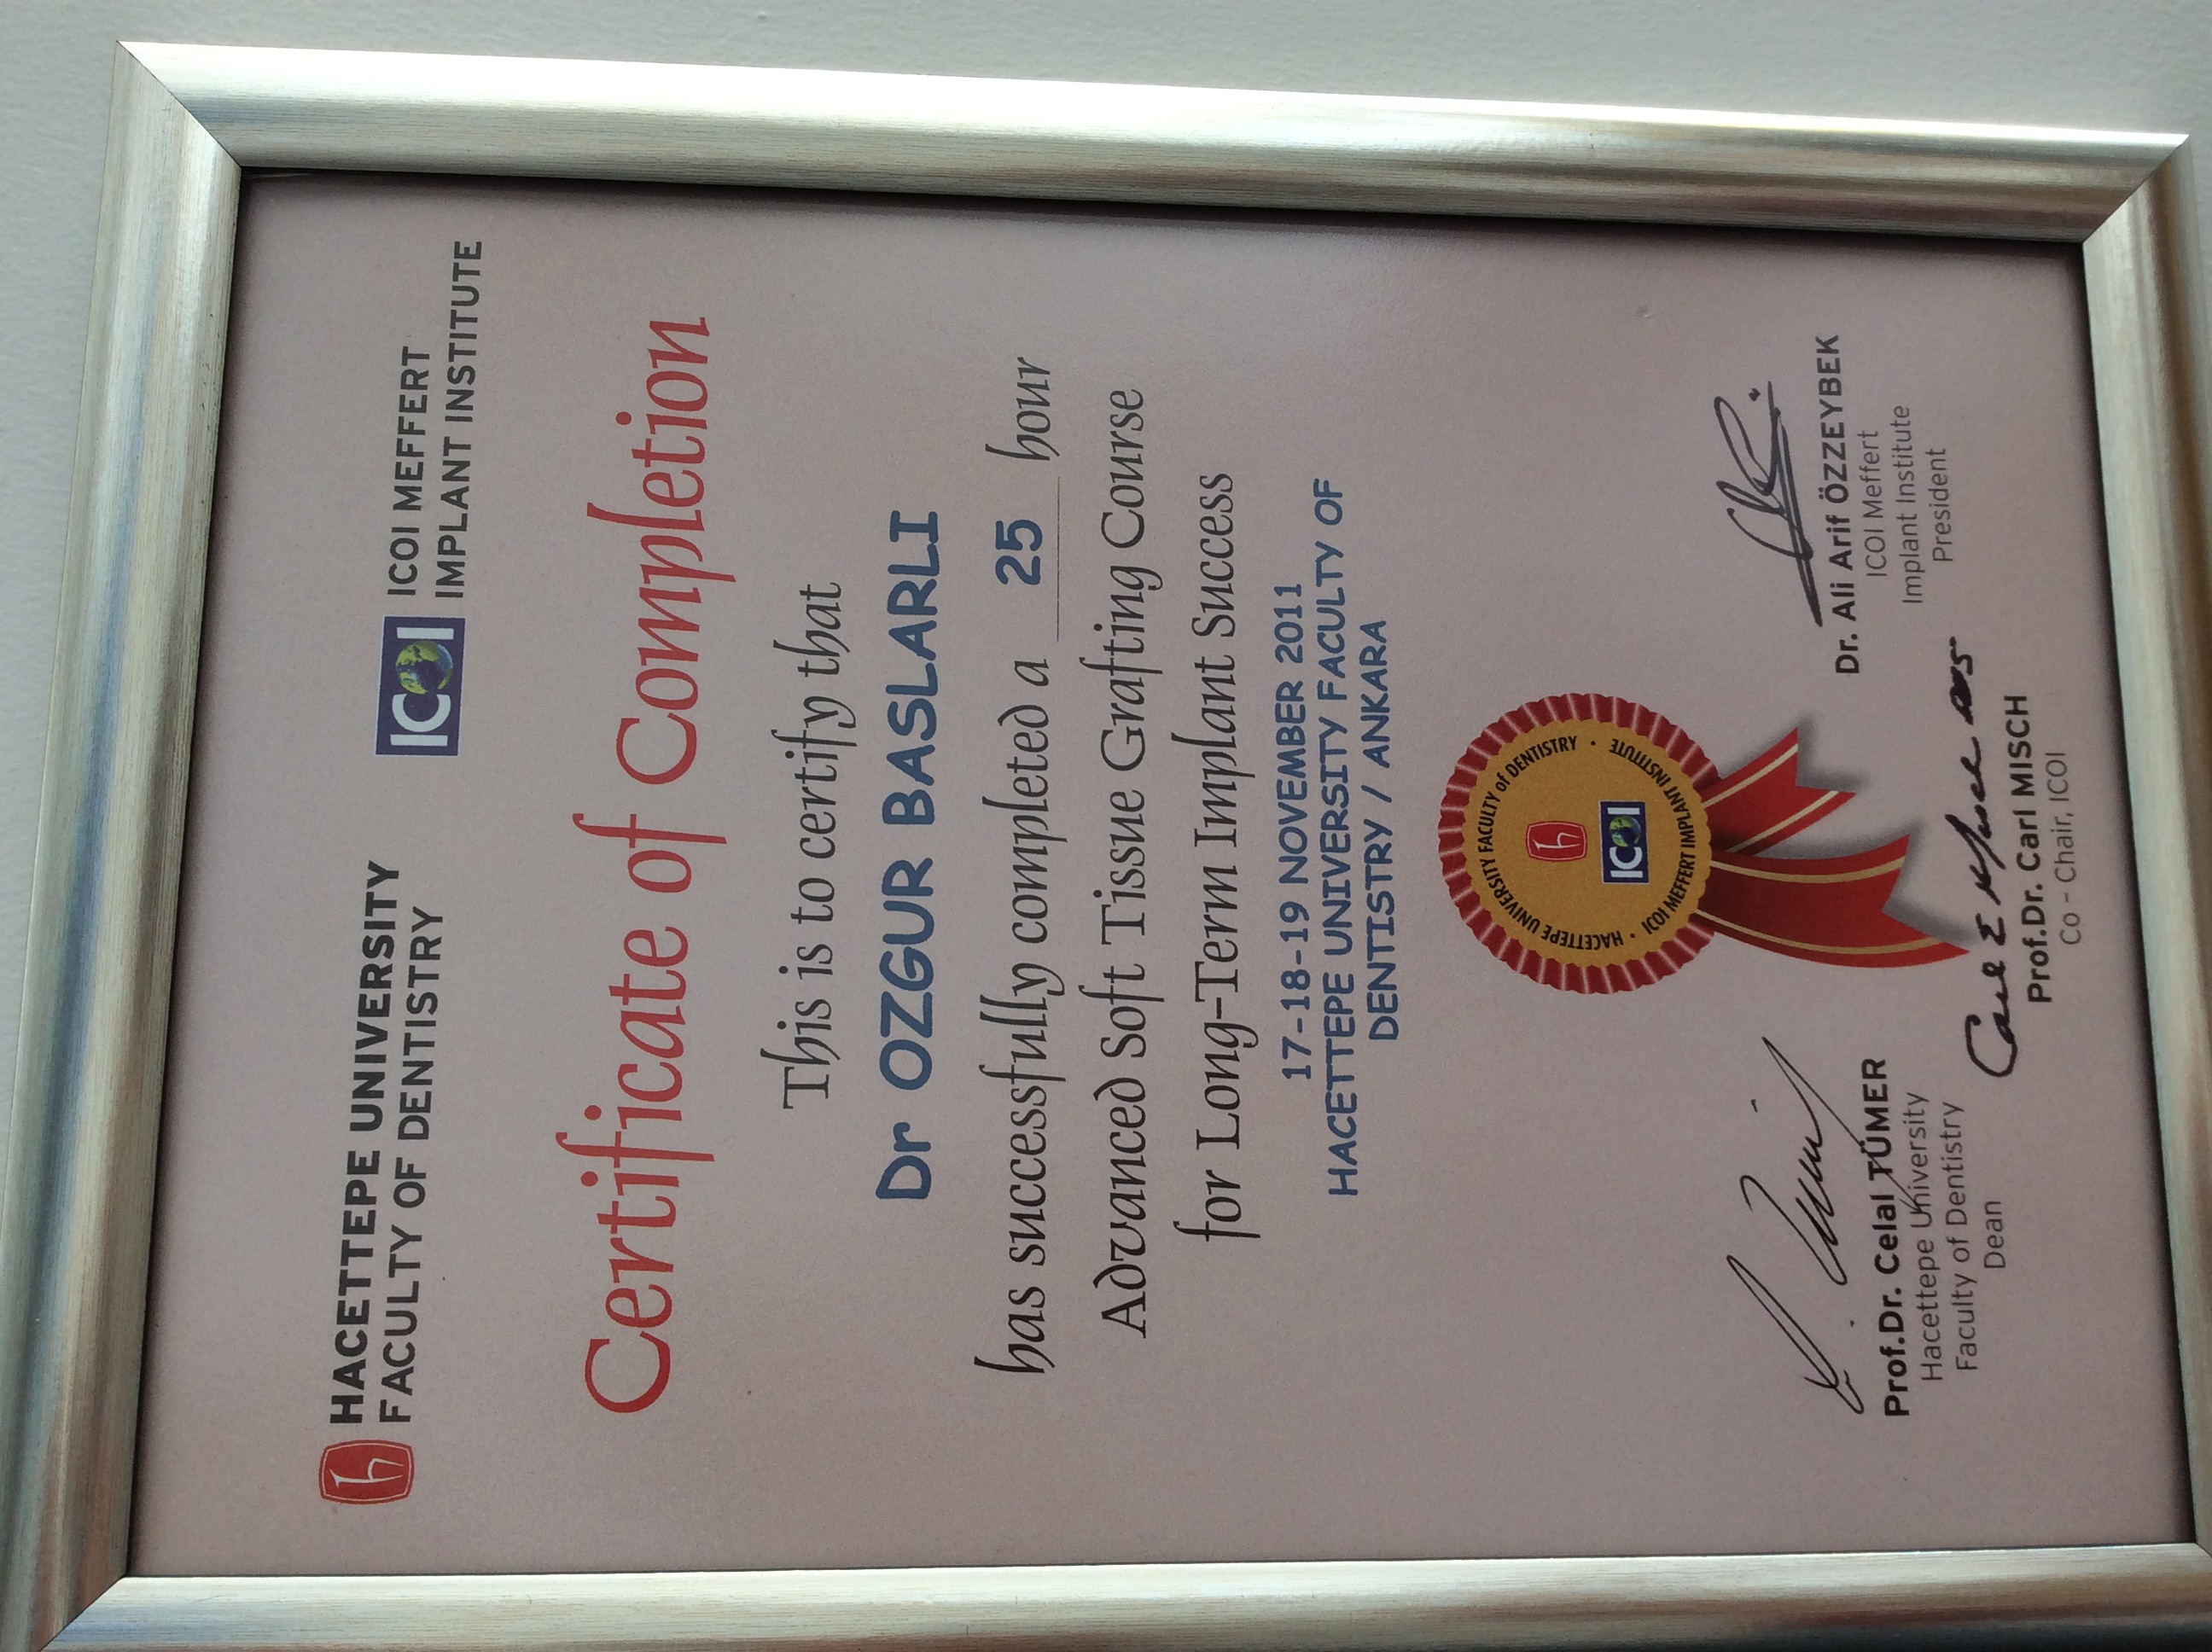 HACETTEPE UNIVERSITY
FACULTY OF DENTISTRY
ICOI
ICOI MEFFERT
IMPLANT INSTITUTE
Certificate of Completion
This is to certify that
Dr OZGUR BASLARLI
has successfully completed a 25 hour
Advanced Soft Tissue Grafting Course
for Long-Term Implant Success
17-18-19 NOVEMBER 2011
HACETTEPE UNIVERSITY FACULTY OF
DENTISTRY / ANKARA
HACETTEPE UNIVERSITY FACULTY of DENTISTRY •
ICOI MEFFERT IMPLANT INSTITUTE •
ICOI
Prof.Dr. Celal TÜMER
Hacettepe University
Faculty of Dentistry
Dean
Carl E Misch DDS
Prof.Dr. Carl MISCH
Co - Chair, ICOI
Dr. Ali Arif ÖZZEYBEK
ICOI Meffert
Implant Institute
President